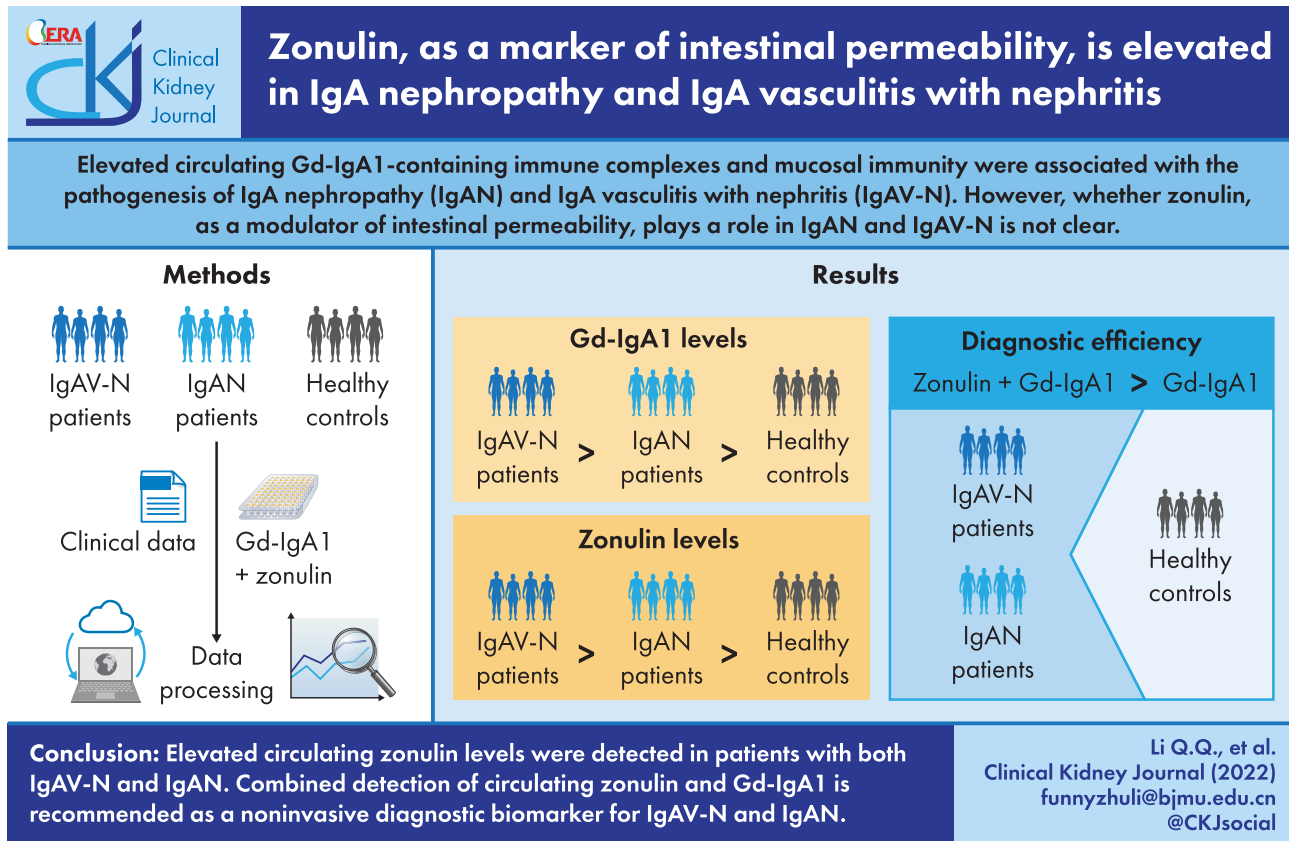 ERA
CKJ
Clinical
Kidney
Journal
Zonulin, as a marker of intestinal permeability, is elevated
in IgA nephropathy and IgA vasculitis with nephritis
Elevated circulating Gd-IgA1-containing immune complexes and mucosal immunity were associated with the
pathogenesis of IgA nephropathy (IgAN) and IgA vasculitis with nephritis (IgAV-N). However, whether zonulin,
as a modulator of intestinal permeability, plays a role in IgAN and IgAV-N is not clear.
Methods
IgAV-N
patients
IgAN
patients
Healthy
controls
Clinical data
Gd-IgA1
+ zonulin
Data
processing
Results
Gd-IgA1 levels
IgAV-N
patients
>
IgAN
patients
>
Healthy
controls
Zonulin levels
IgAV-N
patients
>
IgAN
patients
>
Healthy
controls
Diagnostic efficiency
Zonulin + Gd-IgA1 > Gd-IgA1
IgAV-N
patients
IgAN
patients
Healthy
controls
Conclusion: Elevated circulating zonulin levels were detected in patients with both
IgAV-N and IgAN. Combined detection of circulating zonulin and Gd-IgA1 is
recommended as a noninvasive diagnostic biomarker for IgAV-N and IgAN.
Li Q.Q., et al.
Clinical Kidney Journal (2022)
funnyzhuli@bjmu.edu.cn
@CKJsocial